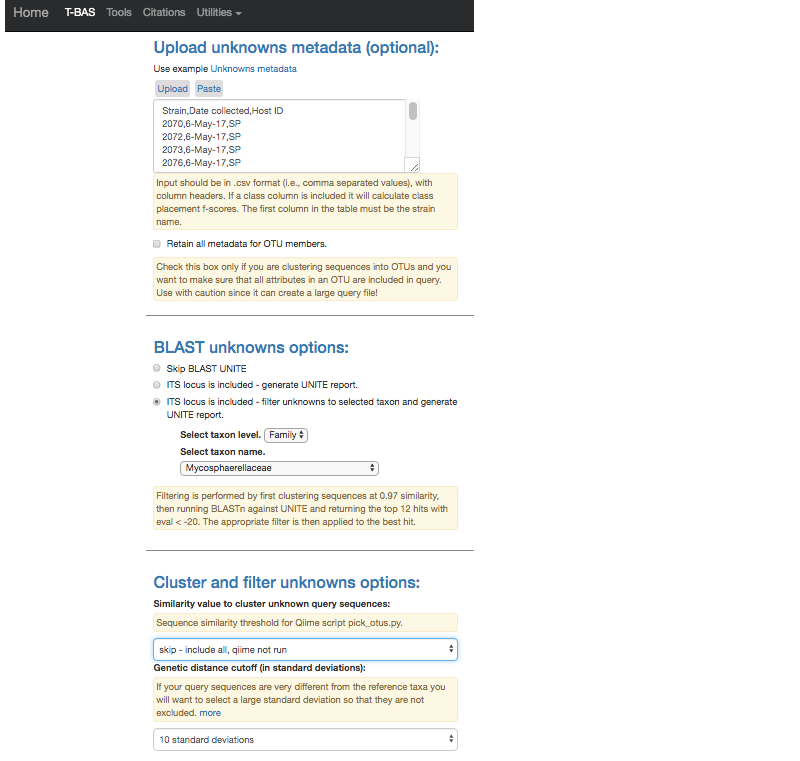 Home T-BAS Tools Citations Utilities
Upload unknowns metadata (optional):
Use example Unknowns metadata
Upload Paste
Strain,Date collected,Host ID
2070,6-May-17,SP
2072,6-May-17,SP
2073,6-May-17,SP
2076,6-May-17,SP
Input should be in .csv format (i.e., comma separated values), with
column headers. If a class column is included it will calculate class
placement f-scores. The first column in the table must be the strain
name.
Retain all metadata for OTU members.
Check this box only if you are clustering sequences into OTUs and you
want to make sure that all attributes in an OTU are included in query.
Use with caution since it can create a large query file!
BLAST unknowns options:
Skip BLAST UNITE
ITS locus is included - generate UNITE report.
ITS locus is included - filter unknowns to selected taxon and generate
UNITE report.
Select taxon level. Family
Select taxon name.
Mycosphaerellaceae
Filtering is performed by first clustering sequences at 0.97 similarity,
then running BLASTn against UNITE and returning the top 12 hits with
eval < -20. The appropriate filter is then applied to the best hit.
Cluster and filter unknowns options:
Similarity value to cluster unknown query sequences:
Sequence similarity threshold for Qiime script pick_otus.py.
skip - include all, qiime not run
Genetic distance cutoff (in standard deviations):
If your query sequences are very different from the reference taxa you
will want to select a large standard deviation so that they are not
excluded. more
10 standard deviations